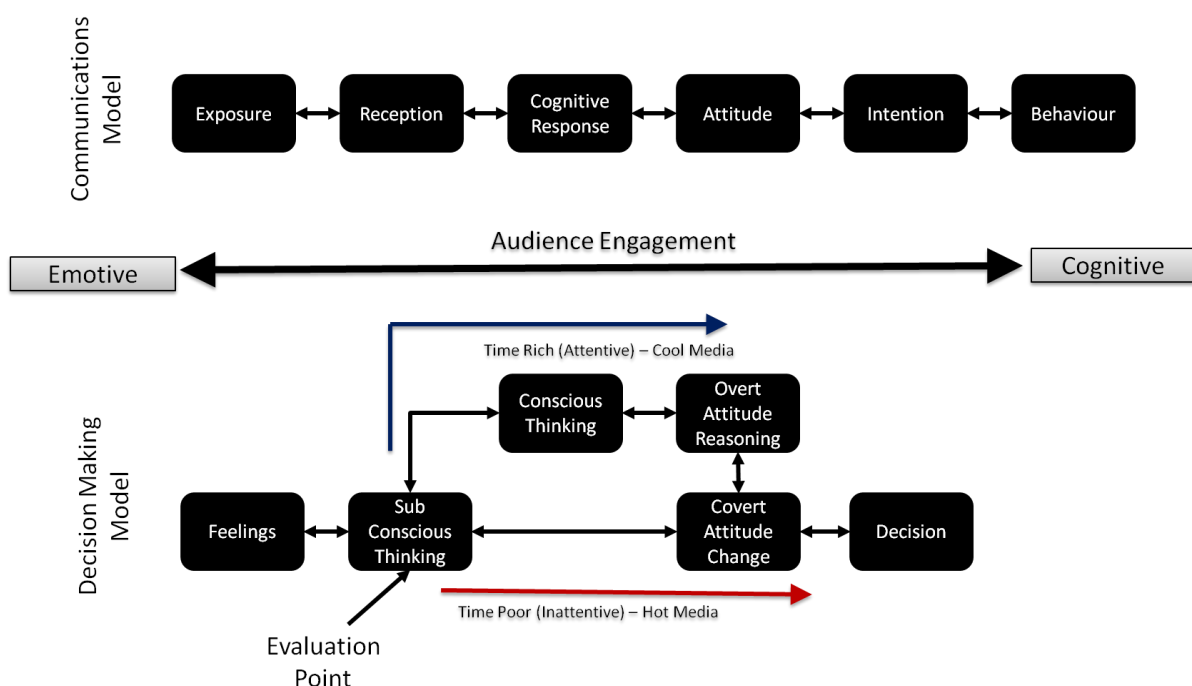 Communications
Model
Exposure
Reception
Cognitive
Response
Attitude
Intention
Behaviour
Audience Engagement
Emotive
Cognitive
Time Rich (Attentive) – Cool Media
Decision Making
Model
Conscious
Thinking
Overt
Attitude
Reasoning
Feelings
Sub
Conscious
Thinking
Covert
Attitude
Change
Decision
Time Poor (Inattentive) – Hot Media
Evaluation
Point